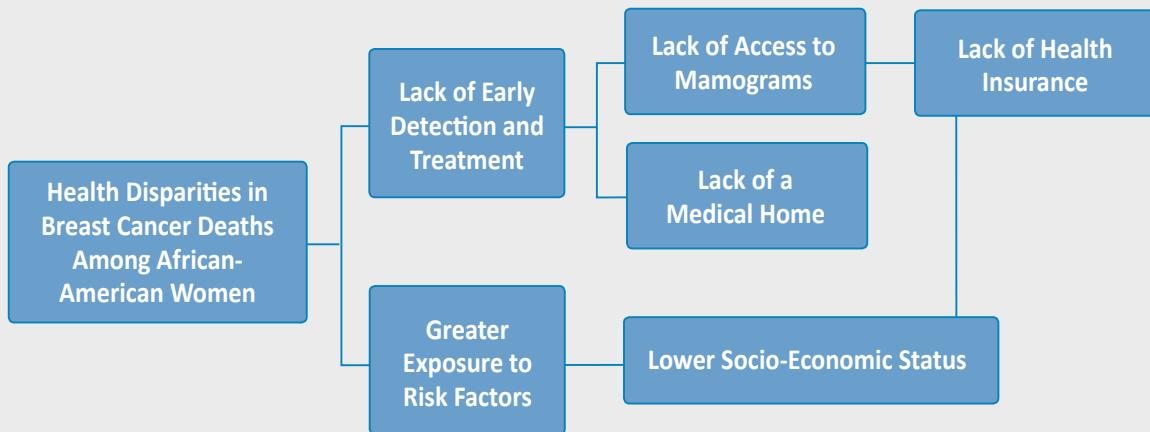 Health Disparities in
Breast Cancer Deaths
Among African-
American Women
Lack of Early
Detection and
Treatment
Greater
Exposure to
Risk Factors
Lack of Access to
Mamograms
Lack of a
Medical Home
Lower Socio-Economic Status
Lack of Health
Insurance